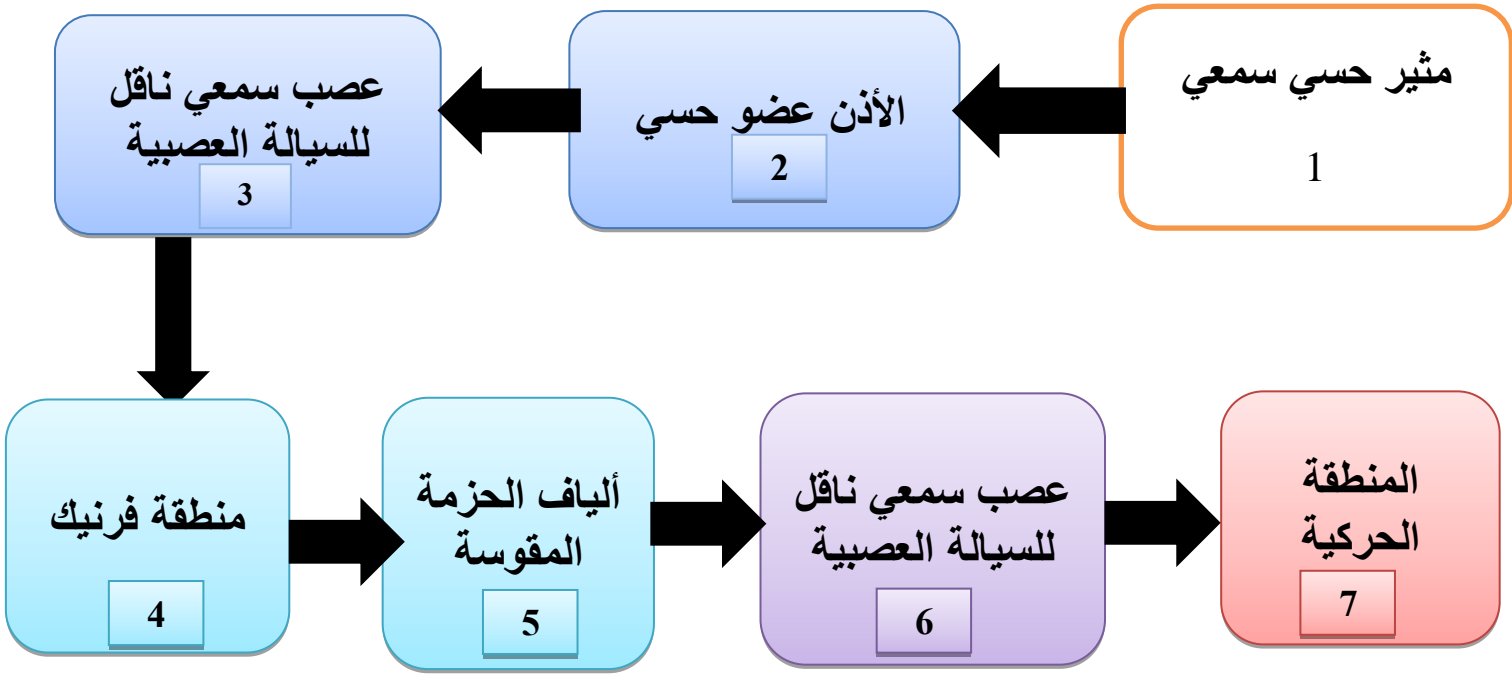 مثير حسي سمعي
1
الأذن عضو حسي
2
عصب سمعي ناقل
للسيالة العصبية
3
منطقة فرنيك
4
ألياف الحزمة
المقوسة
5
عصب سمعي ناقل
للسيالة العصبية
6
المنطقة
الحركية
7